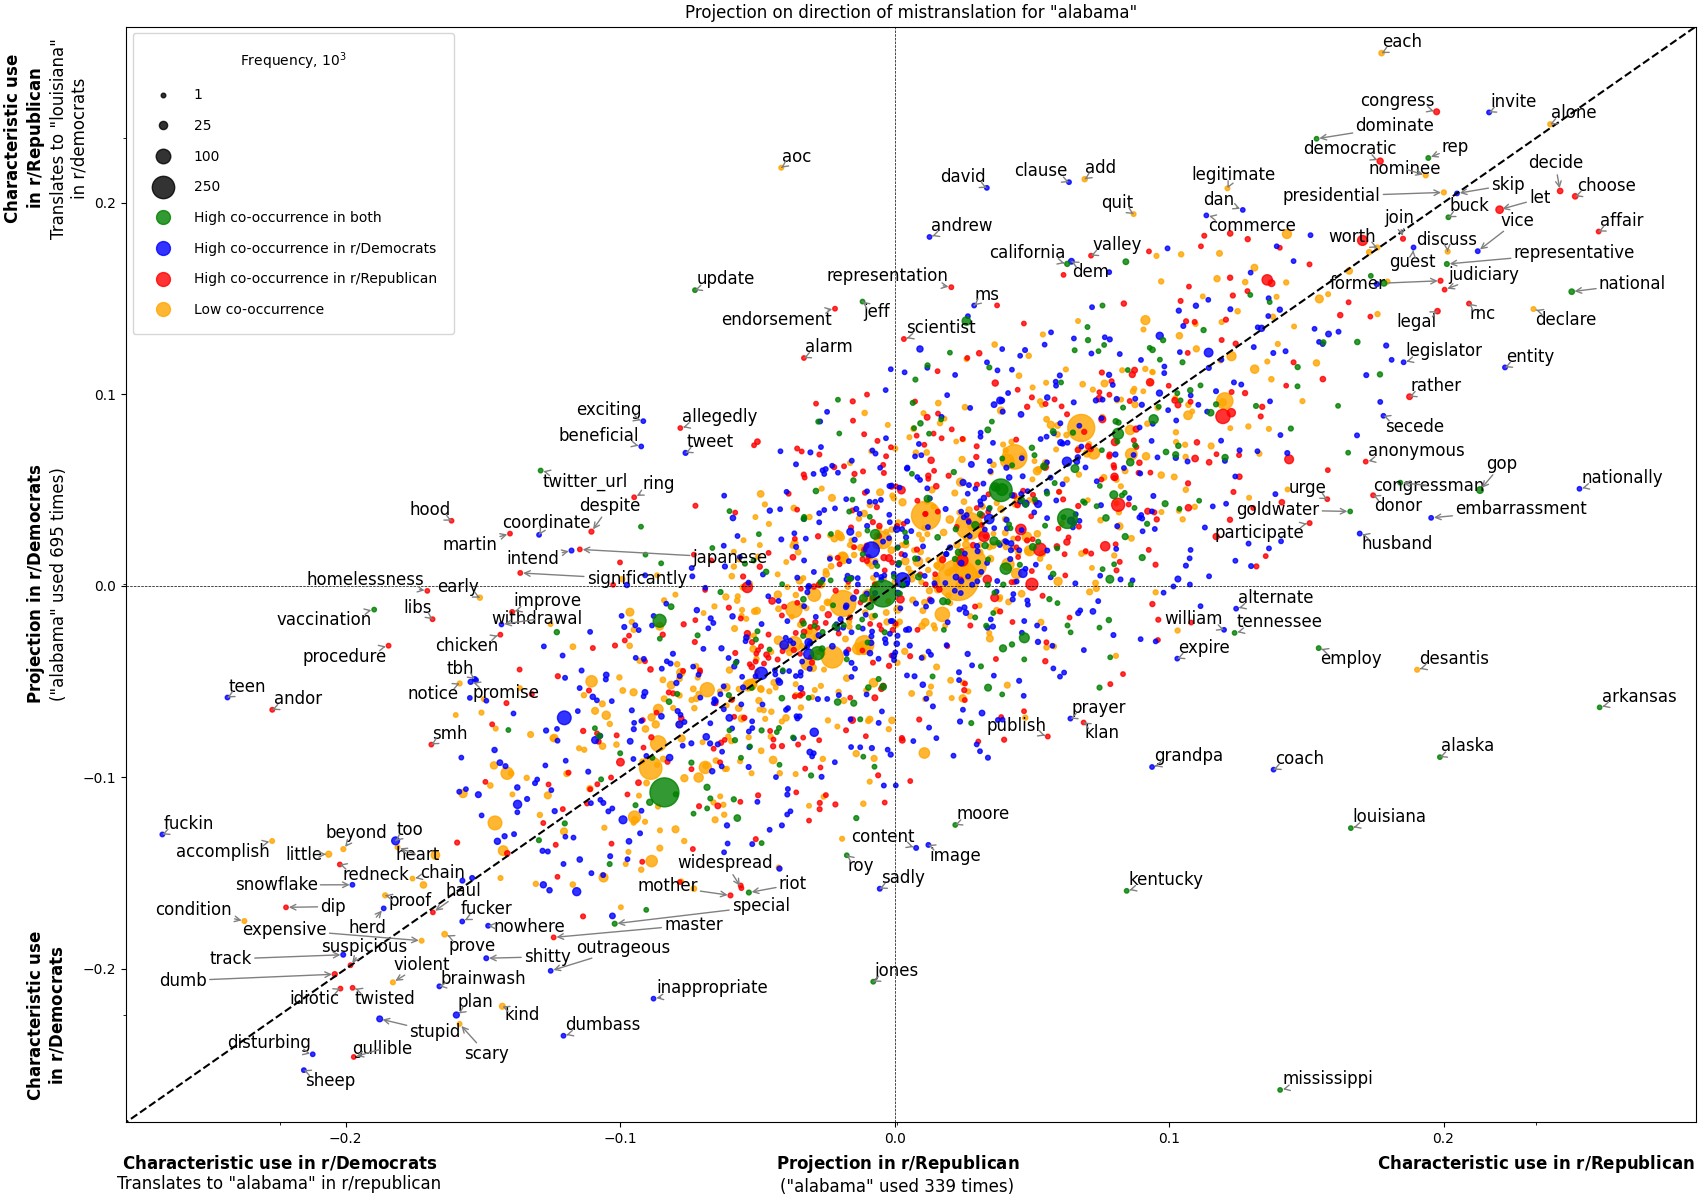 Projection on direction of mistranslation for "alabama"
Characteristic use
in r/Republican
Translates to "louisiana"
in r/democrats
Projection in r/Democrats
("alabama" used 695 times)
Characteristic use
in r/Democrats
Frequency, 10³
1
25
100
250
High co-occurrence in both
High co-occurrence in r/Democrats
High co-occurrence in r/Republican
Low co-occurrence
0.2
0.1
0.0
−0.1
−0.2
each
congress
invite
alone
dominate
democratic
rep
aoc
nominee
decide
david
clause
add
legitimate
presidential
skip
choose
let
quit
dan
buck
vice
andrew
commerce
join
affair
california
valley
worth
discuss
representative
dem
guest
update
representation
former
judiciary
national
ms
endorsement
jeff
legal
rnc
declare
scientist
alarm
legislator
entity
rather
exciting
allegedly
secede
beneficial
tweet
anonymous
gop
twitter_url
ring
urge
congressman
nationally
hood
despite
goldwater
donor
embarrassment
coordinate
participate
martin
intend
japanese
husband
homelessness
early
significantly
alternate
vaccination
libs
improve
withdrawal
william
tennessee
procedure
chicken
expire
employ
desantis
tbh
teen
andor
notice
promise
arkansas
smh
publish
prayer
klan
alaska
grandpa
coach
fuckin
beyond
too
moore
louisiana
accomplish
little
heart
content
image
redneck
chain
widespread
roy
snowflake
haul
mother
riot
sadly
kentucky
condition
dip
proof
fucker
special
expensive
herd
nowhere
master
suspicious
prove
outrageous
track
shitty
dumb
violent
brainwash
jones
idiotic
twisted
plan
inappropriate
kind
stupid
dumbass
disturbing
gullible
scary
sheep
mississippi
−0.2
−0.1
0.0
0.1
0.2
Characteristic use in r/Democrats
Translates to "alabama" in r/republican
Projection in r/Republican
("alabama" used 339 times)
Characteristic use in r/Republican